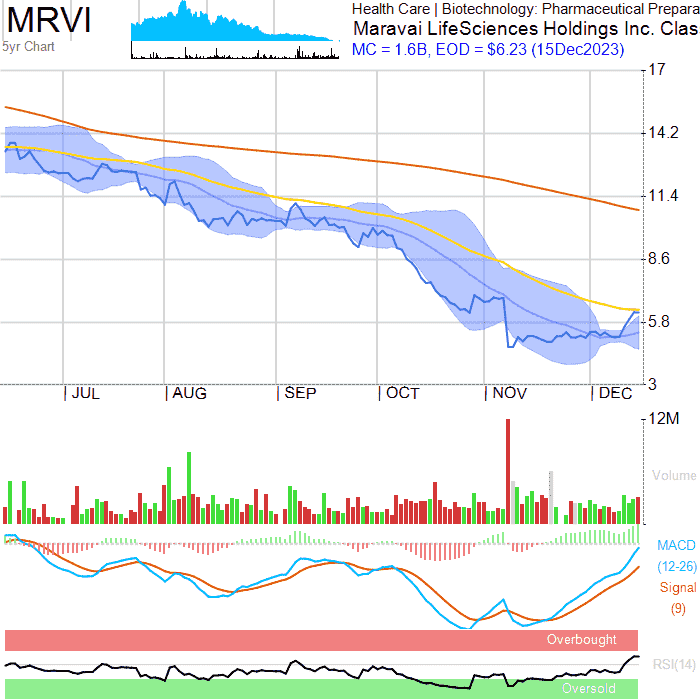 MRVI
Health Care | Biotechnology: Pharmaceutical Prepara
5yr Chart
Maravai LifeSciences Holdings Inc. Clas
MC = 1.6B, EOD = $6.23 (15Dec2023)
17
14.2
11.4
8.6
5.8
3
| JUL | AUG | SEP | OCT | NOV | DEC
12M
Volume
MACD
(12-26)
Signal
(9)
Overbought
RSI(14)
Oversold